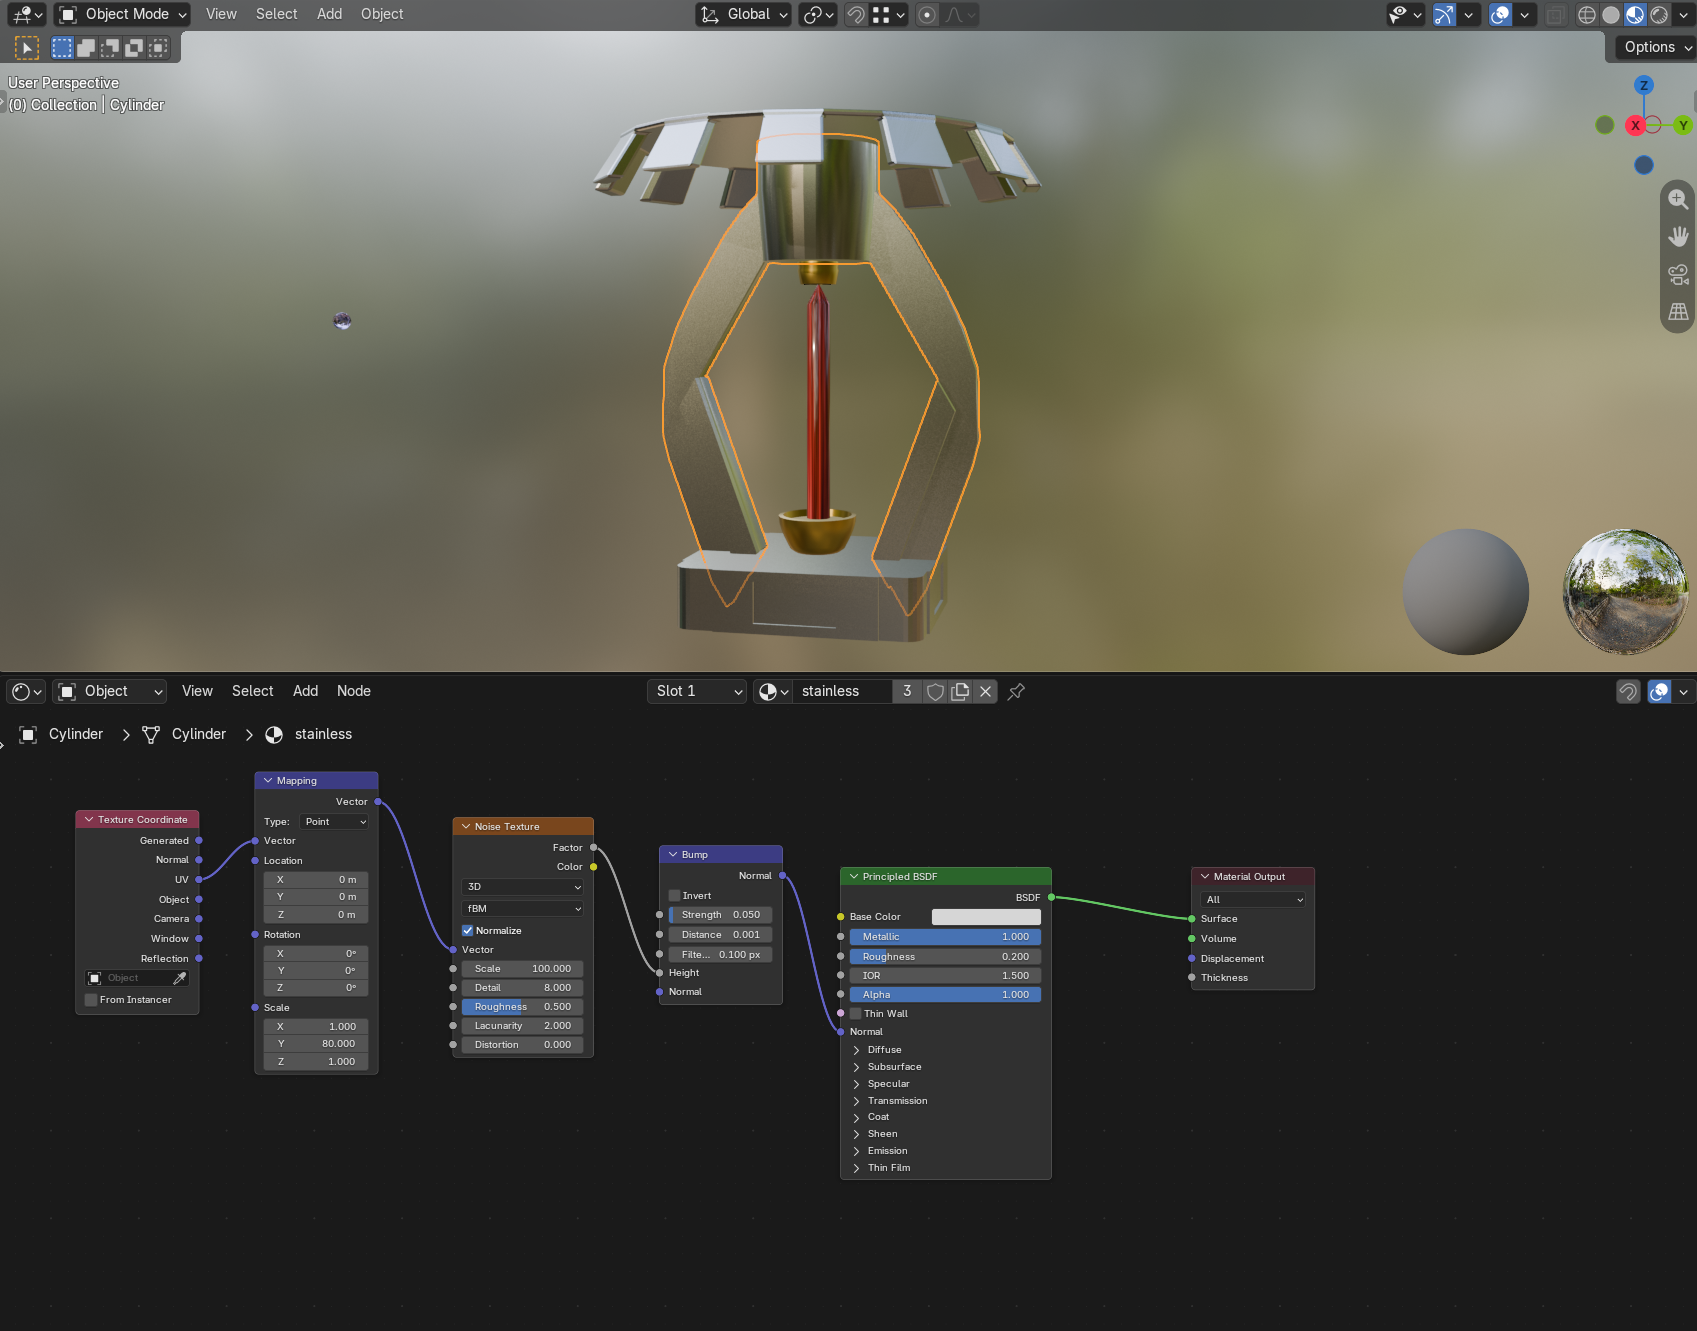 Object Mode
View
Select
Add
Object
Global
Options
User Perspective
(0) Collection | Cylinder
Z
X
Y
Object
View
Select
Add
Node
Slot 1
stainless
3
Cylinder
Cylinder
stainless
Texture Coordinate
Generated
Normal
UV
Object
Camera
Window
Reflection
Object
From Instancer
Mapping
Vector
Type: Point
Vector
Location
X 0 m
Y 0 m
Z 0 m
Rotation
X 0°
Y 0°
Z 0°
Scale
X 1.000
Y 80.000
Z 1.000
Noise Texture
Factor
Color
3D
fBM
Normalize
Vector
Scale 100.000
Detail 8.000
Roughness 0.500
Lacunarity 2.000
Distortion 0.000
Bump
Normal
Invert
Strength 0.050
Distance 0.001
Filte... 0.100 px
Height
Normal
Principled BSDF
BSDF
Base Color
Metallic 1.000
Roughness 0.200
IOR 1.500
Alpha 1.000
Thin Wall
Normal
Diffuse
Subsurface
Specular
Transmission
Coat
Sheen
Emission
Thin Film
Material Output
All
Surface
Volume
Displacement
Thickness